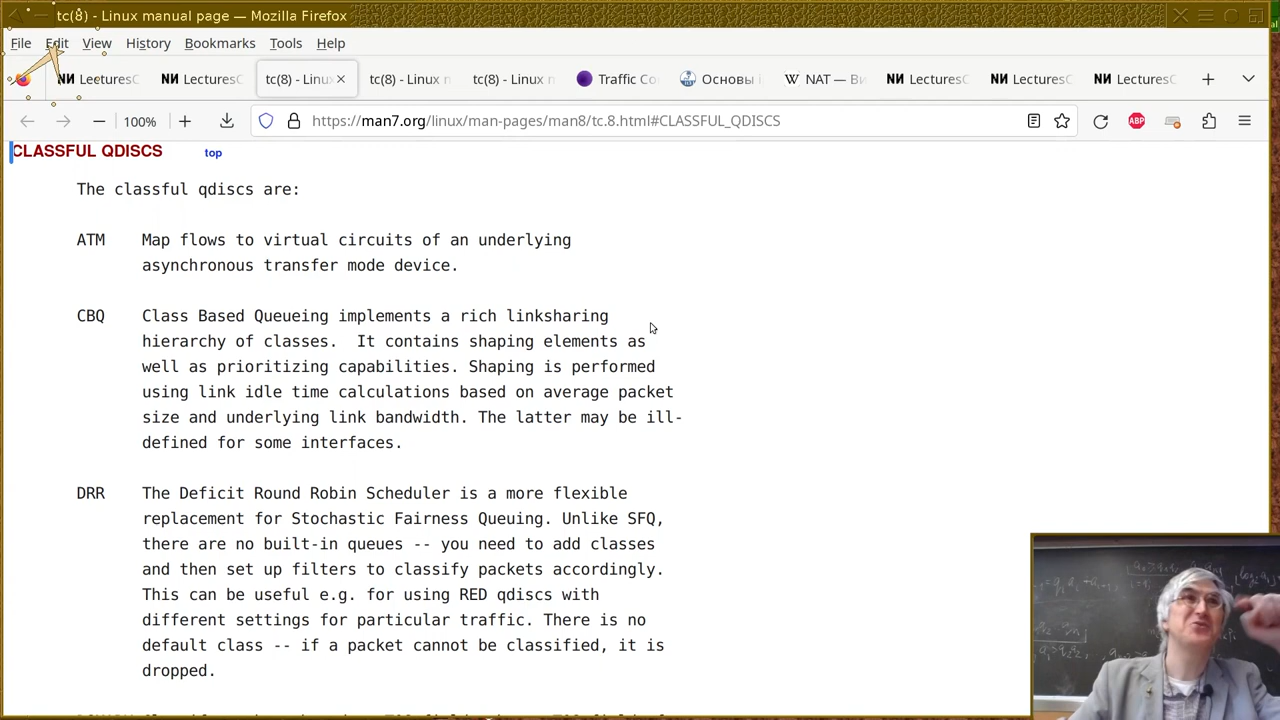 tc(8) - Linux manual page — Mozilla Firefox
File Edit View History Bookmarks Tools Help
LecturesC LecturesC tc(8) - Linu tc(8) - Linux n tc(8) - Linux n Traffic Co Основы NAT — Ви LecturesC LecturesC LecturesC
100% https://man7.org/linux/man-pages/man8/tc.8.html#CLASSFUL_QDISCS ABP
CLASSFUL QDISCS top
The classful qdiscs are:
ATM Map flows to virtual circuits of an underlying
asynchronous transfer mode device.
CBQ Class Based Queueing implements a rich linksharing
hierarchy of classes. It contains shaping elements as
well as prioritizing capabilities. Shaping is performed
using link idle time calculations based on average packet
size and underlying link bandwidth. The latter may be ill-
defined for some interfaces.
DRR The Deficit Round Robin Scheduler is a more flexible
replacement for Stochastic Fairness Queuing. Unlike SFQ,
there are no built-in queues -- you need to add classes
and then set up filters to classify packets accordingly.
This can be useful e.g. for using RED qdiscs with
different settings for particular traffic. There is no
default class -- if a packet cannot be classified, it is
dropped.